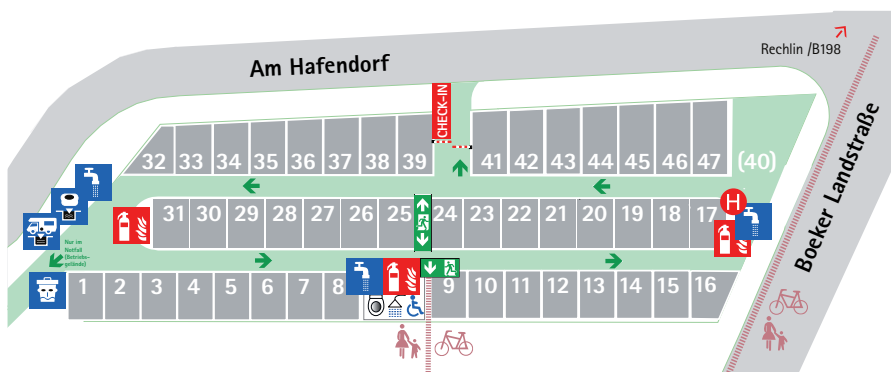 Rechlin /B198
Am Hafendorf
Boeker Landstraße
CHECK-IN
32 33 34 35 36 37 38 39 41 42 43 44 45 46 47 (40)
31 30 29 28 27 26 25 24 23 22 21 20 19 18 17 H
Nur im
Notfall
(Betriebs-
gelände)
1 2 3 4 5 6 7 8 9 10 11 12 13 14 15 16